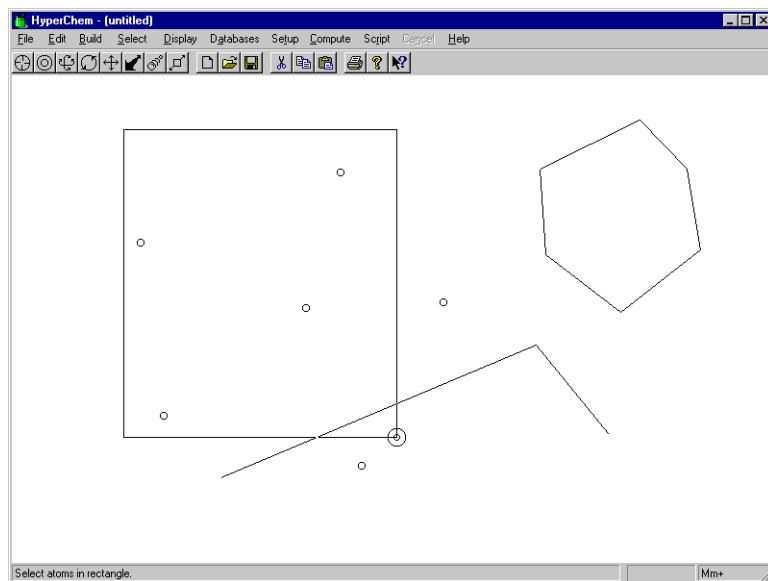 HyperChem - (untitled)
File Edit Build Select Display Databases Setup Compute Script Cancel Help
Select atoms in rectangle. Mm+